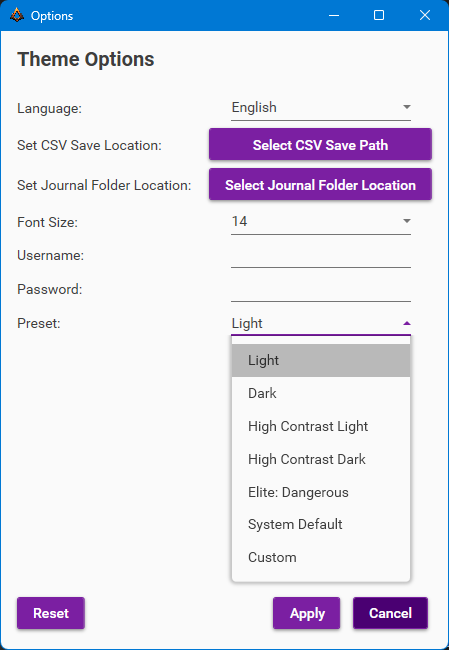 Options
Theme Options
Language: English
Set CSV Save Location: Select CSV Save Path
Set Journal Folder Location: Select Journal Folder Location
Font Size: 14
Username:
Password:
Preset: Light
Light
Dark
High Contrast Light
High Contrast Dark
Elite: Dangerous
System Default
Custom
Reset Apply Cancel